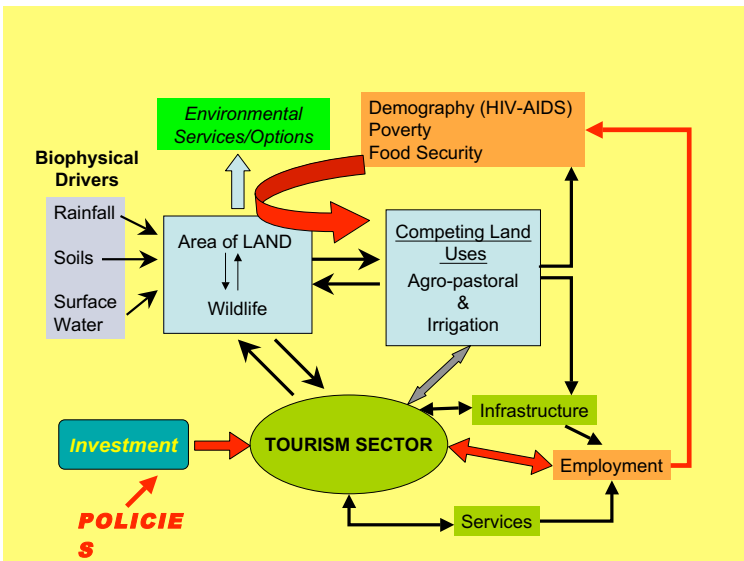 Environmental
Services/Options
Demography (HIV-AIDS)
Poverty
Food Security
Biophysical
Drivers
Rainfall
Soils
Surface
Water
Area of LAND
Wildlife
Competing Land
Uses
Agro-pastoral
&
Irrigation
Infrastructure
Investment
TOURISM SECTOR
Employment
POLICIE
S
Services